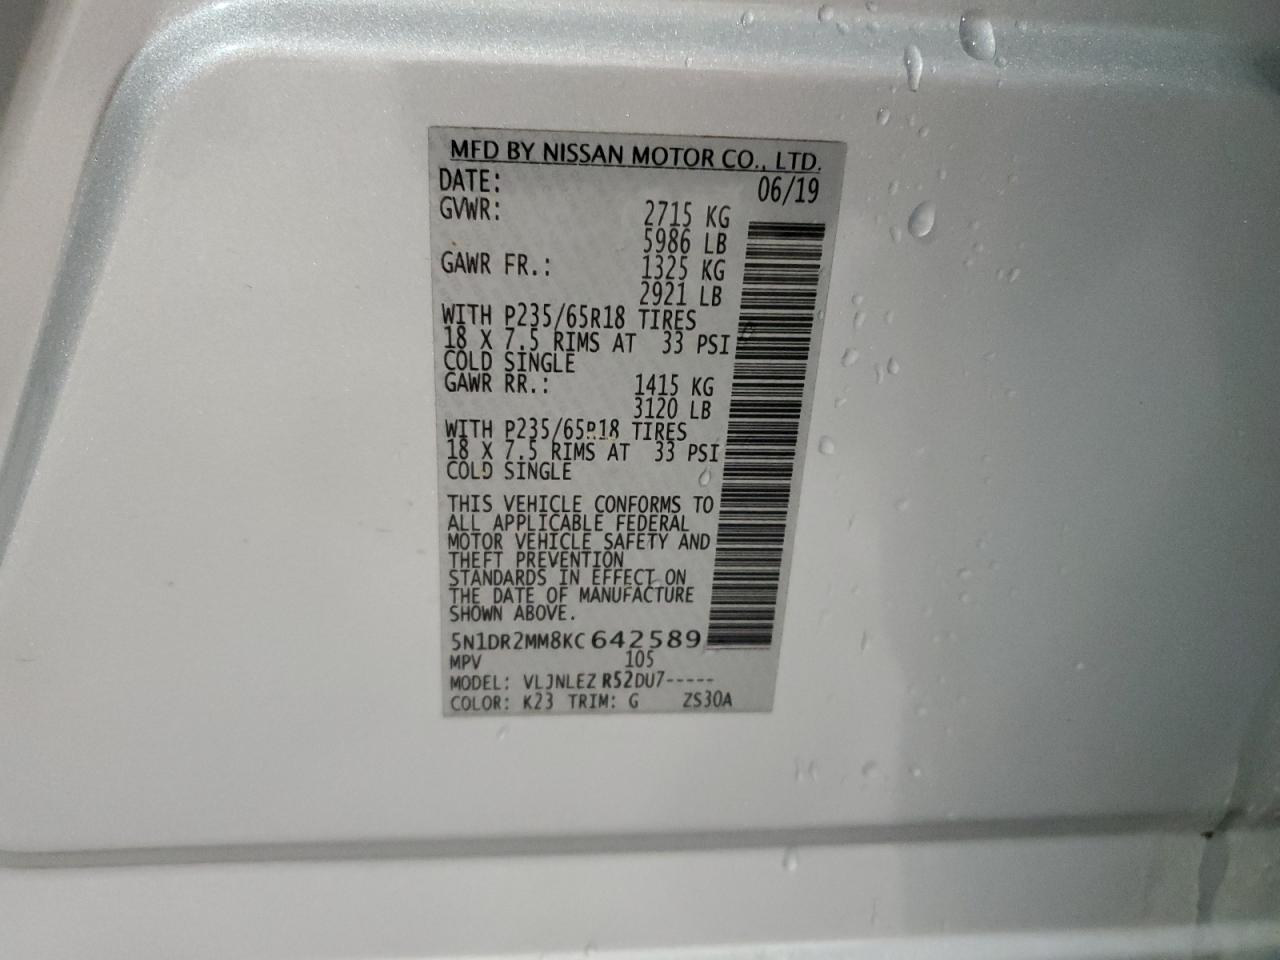 MFD BY NISSAN MOTOR CO., LTD.
DATE: 06/19
GVWR: 2715 KG
5986 LB
GAWR FR.: 1325 KG
2921 LB
WITH P235/65R18 TIRES
18 X 7.5 RIMS AT 33 PSI
COLD SINGLE
GAWR RR.: 1415 KG
3120 LB
WITH P235/65R18 TIRES
18 X 7.5 RIMS AT 33 PSI
COLD SINGLE
THIS VEHICLE CONFORMS TO
ALL APPLICABLE FEDERAL
MOTOR VEHICLE SAFETY AND
THEFT PREVENTION
STANDARDS IN EFFECT ON
THE DATE OF MANUFACTURE
SHOWN ABOVE.
5N1DR2MM8KC642589
MPV 105
MODEL: VLJNLEZ R52DU7-----
COLOR: K23 TRIM: G ZS30A